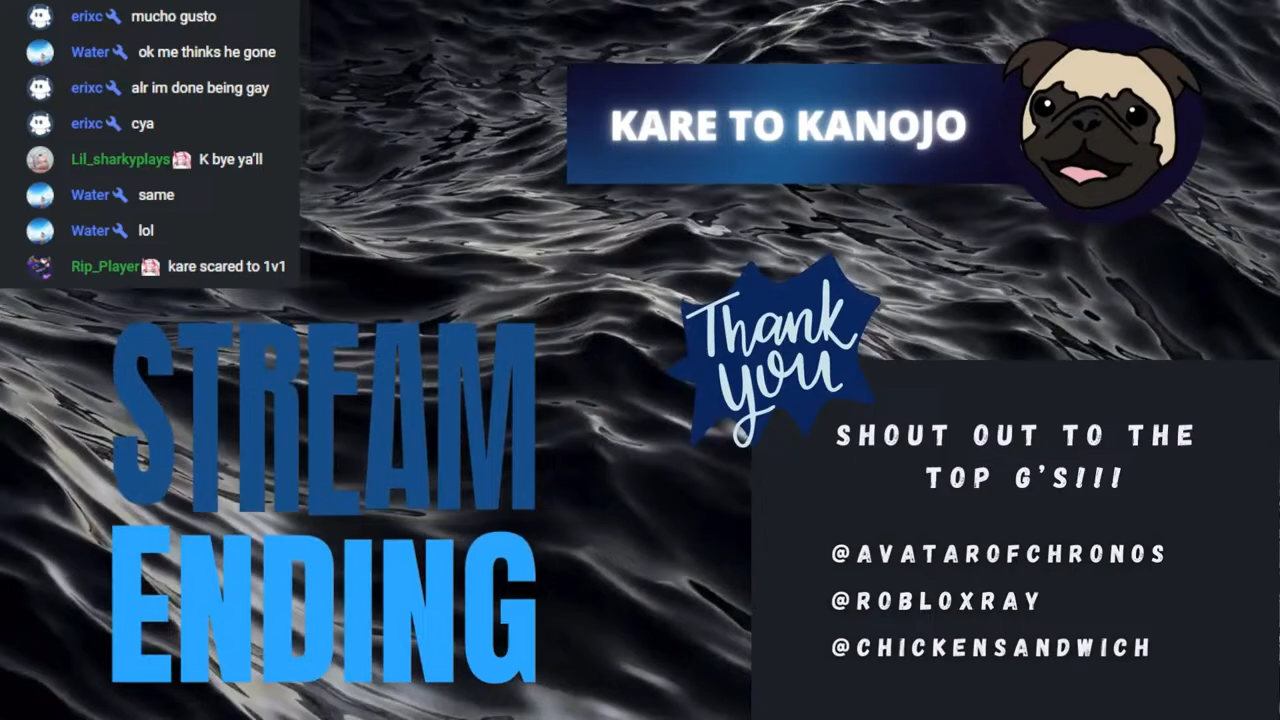 erixc mucho gusto
Water ok me thinks he gone
erixc alr im done being gay
erixc cya
Lil_sharkyplays K bye ya'll
Water same
Water lol
Rip_Player kare scared to 1v1
KARE TO KANOJO
STREAM
ENDING
Thank
you
SHOUT OUT TO THE
TOP G'S!!!
@AVATAROFCHRONOS
@ROBLOXRAY
@CHICKENSANDWICH